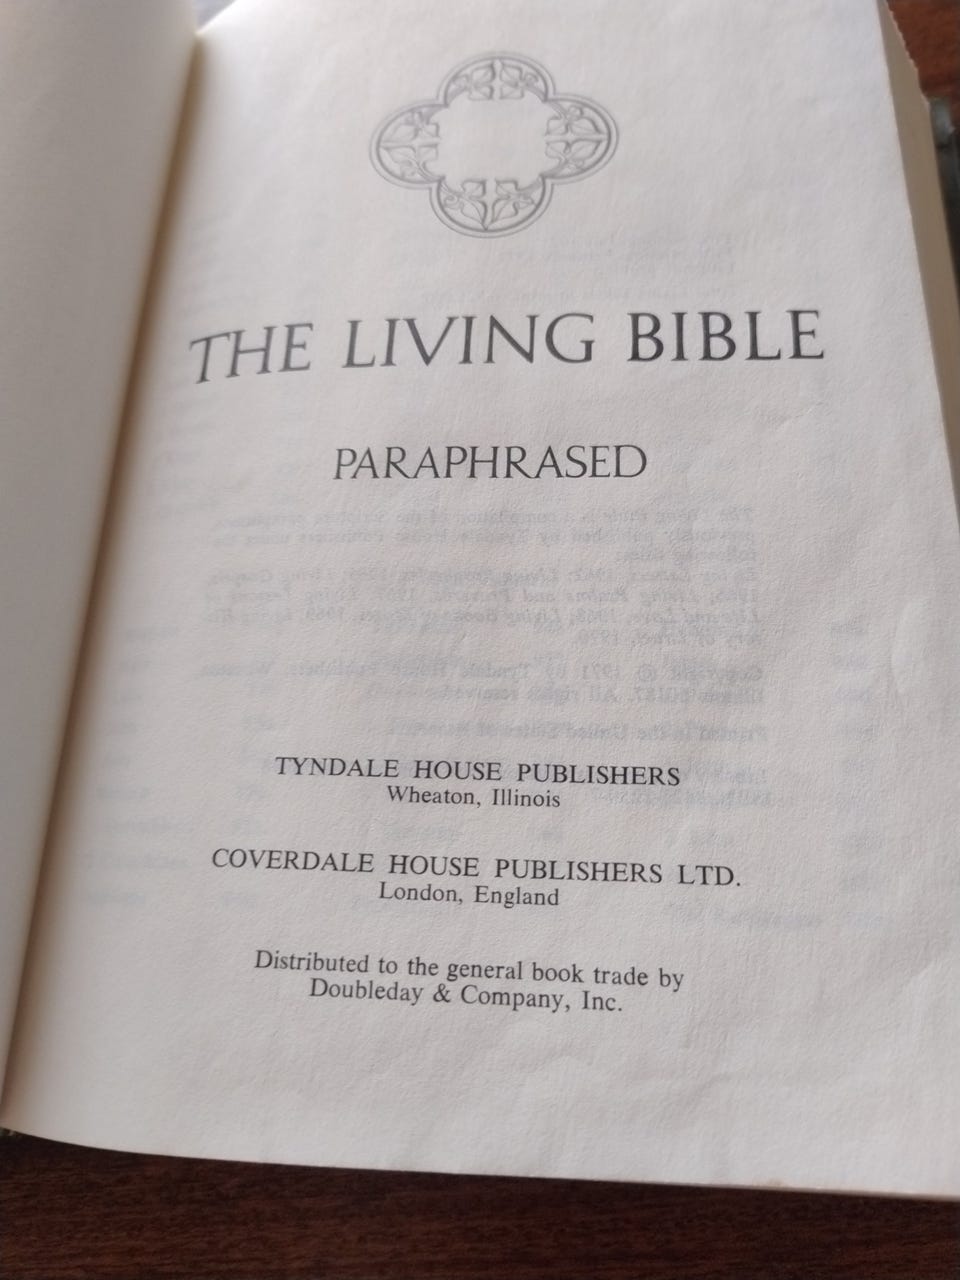 THE LIVING BIBLE
PARAPHRASED
TYNDALE HOUSE PUBLISHERS
Wheaton, Illinois
COVERDALE HOUSE PUBLISHERS LTD.
London, England
Distributed to the general book trade by
Doubleday & Company, Inc.